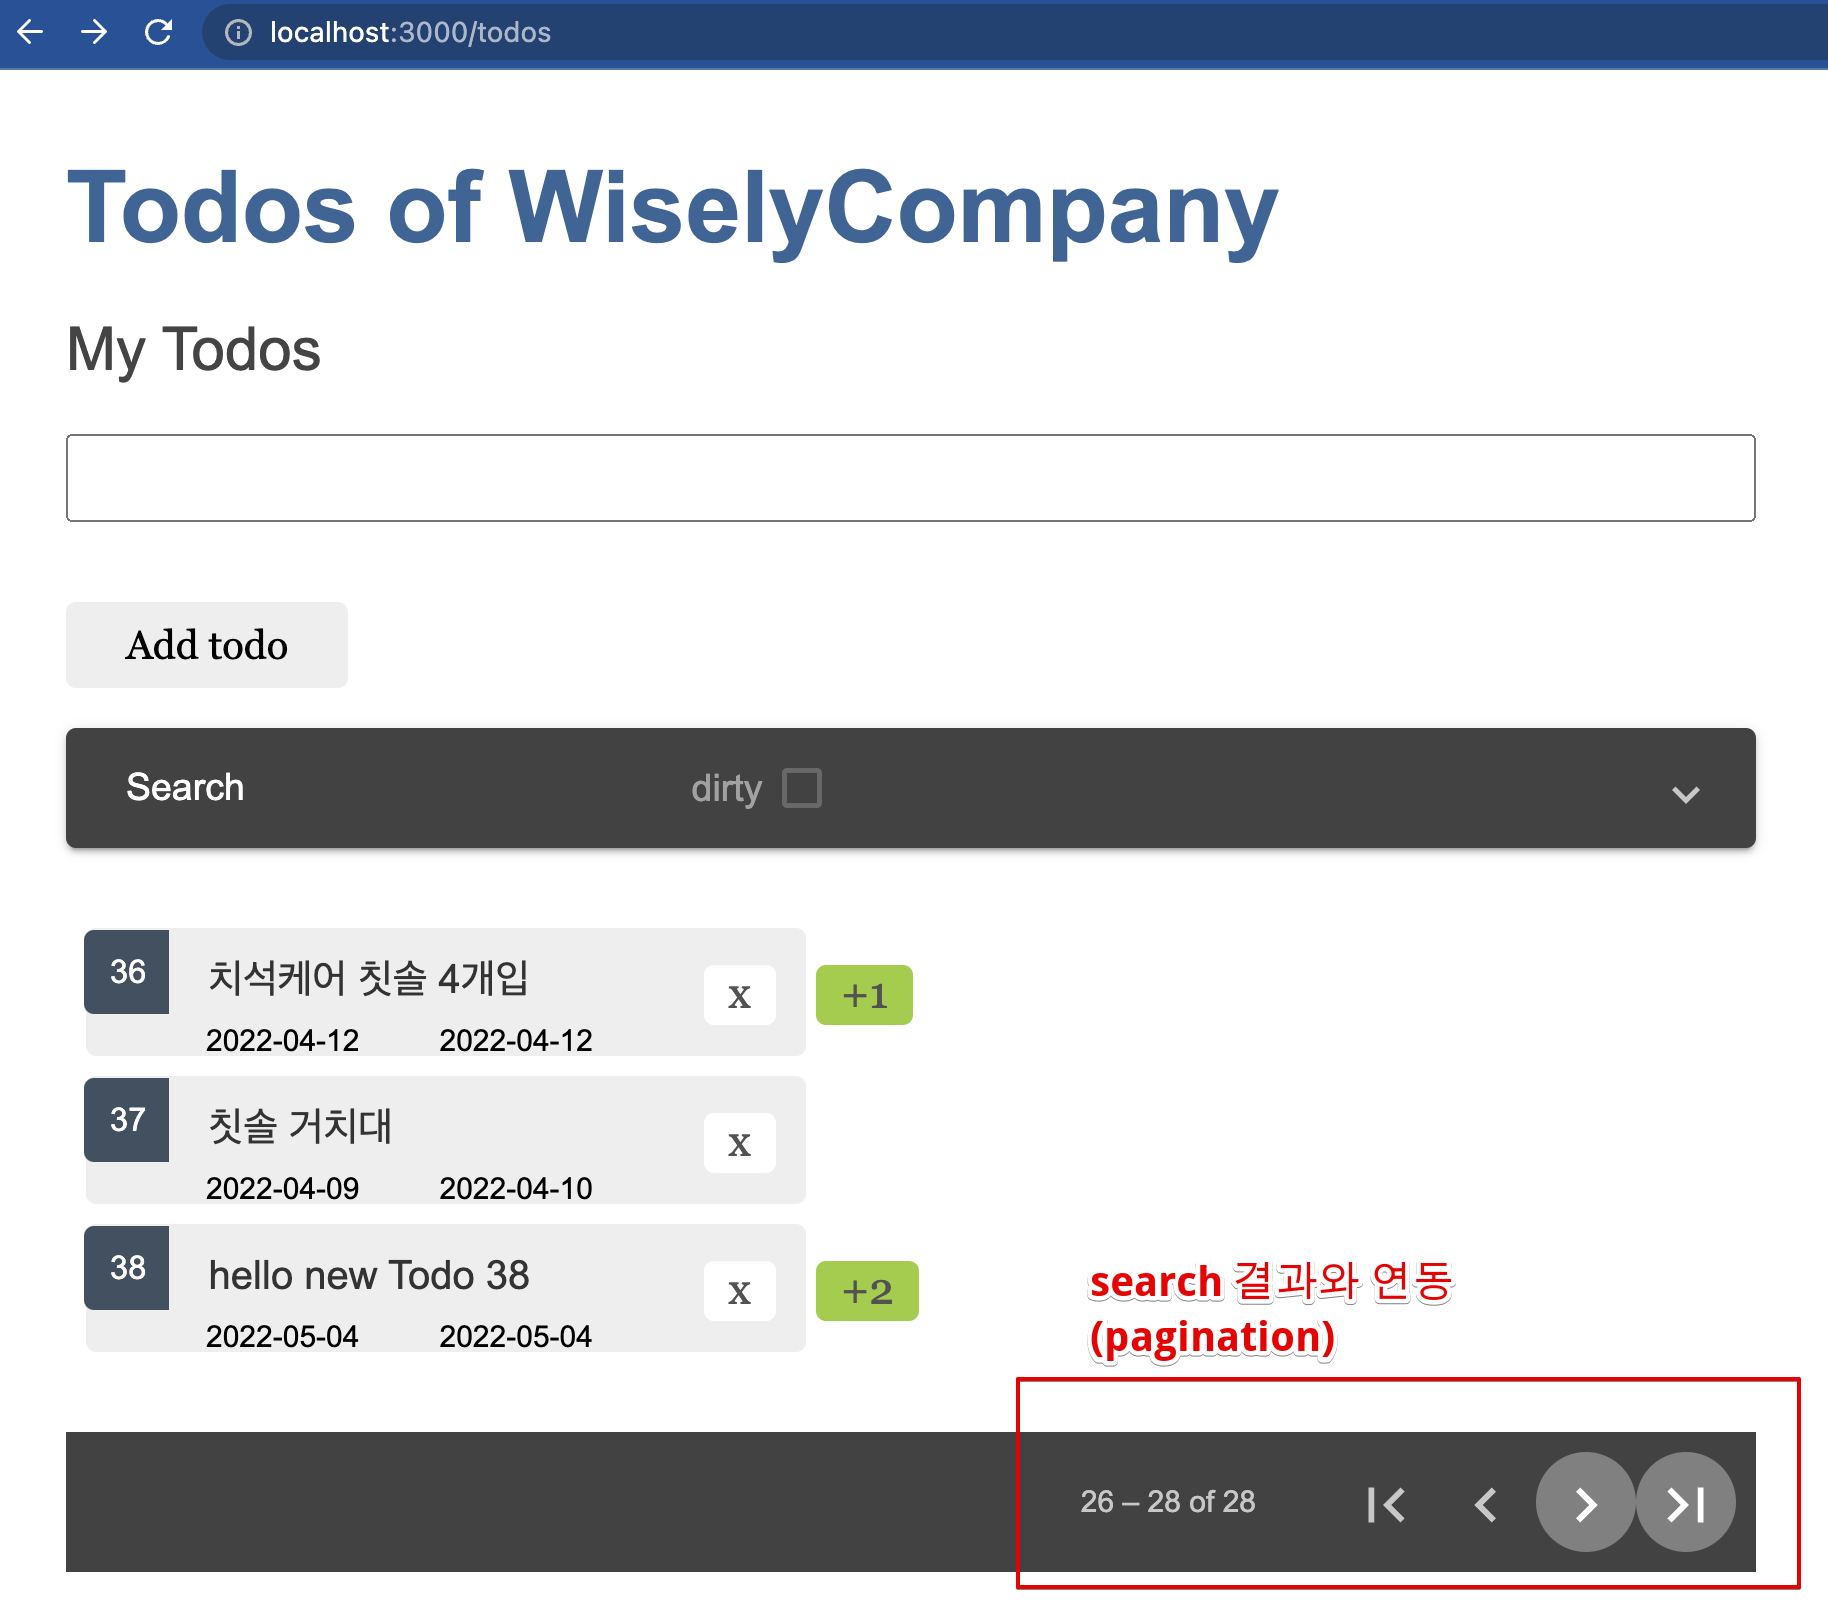 localhost:3000/todos
Todos of WiselyCompany
My Todos
Add todo
Search dirty
36 치석케어 칫솔 4개입 x +1
2022-04-12 2022-04-12
37 칫솔 거치대 x
2022-04-09 2022-04-10
38 hello new Todo 38 x +2
2022-05-04 2022-05-04
search 결과와 연동
(pagination)
26 – 28 of 28